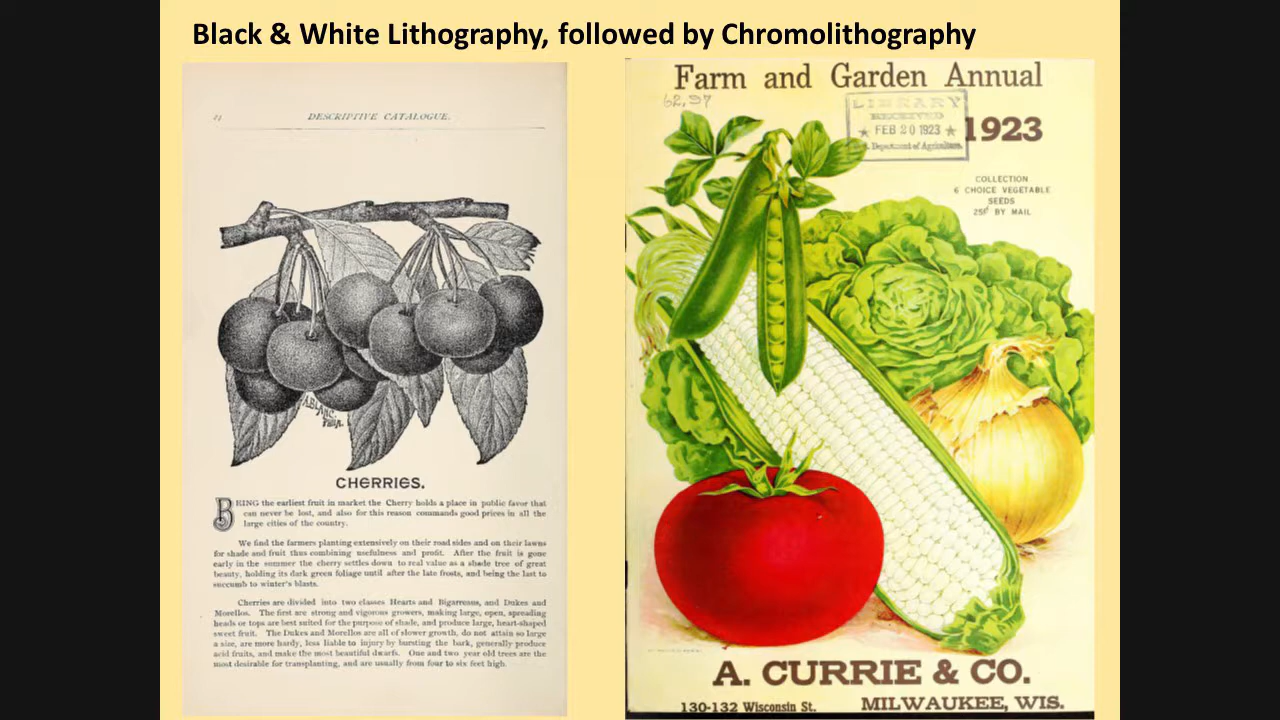 Black & White Lithography, followed by Chromolithography
DESCRIPTIVE CATALOGUE.
A.BLANC.
PHILA.
CHERRIES.
BEING the earliest fruit in market the Cherry holds a place in public favor that
can never be lost, and also for this reason commands good prices in all the
large cities of the country.
We find the farmers planting extensively on their road sides and on their lawns
for shade and fruit thus combining usefulness and profit. After the fruit is gone
early in the summer the cherry settles down to real value as a shade tree of great
beauty, holding its dark green foliage until after the late frosts, and being the last to
succumb to winter's blasts.
Cherries are divided into two classes Hearts and Bigarreaus, and Dukes and
Morellos. The first are strong and vigorous growers, making large, open, spreading
heads or tops are best suited for the purpose of shade, and produce large, heart-shaped
sweet fruit. The Dukes and Morellos are all of slower growth, do not attain so large
a size, are more hardy, less liable to injury by bursting the bark, generally produce
acid fruits, and make the most beautiful dwarfs. One and two year old trees are the
most desirable for transplanting, and are usually from four to six feet high.
Farm and Garden Annual
62.97
LIBRARY
RECEIVED
★ FEB 20 1923 ★
Department of Agriculture.
1923
COLLECTION
6 CHOICE VEGETABLE
SEEDS
25¢ BY MAIL
A. CURRIE & CO.
130-132 Wisconsin St. MILWAUKEE, WIS.